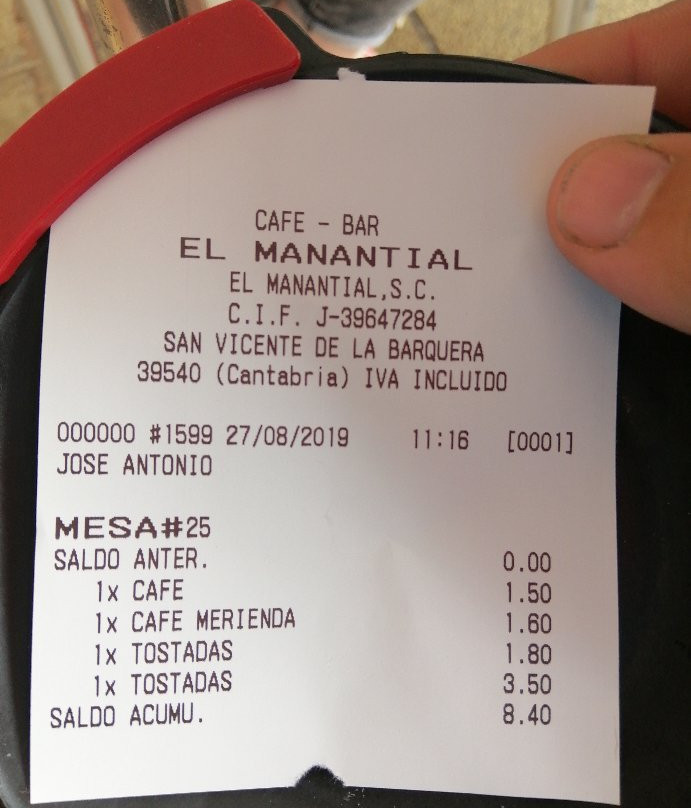 CAFE - BAR
EL MANANTIAL
EL MANANTIAL,S.C.
C.I.F. J-39647284
SAN VICENTE DE LA BARQUERA
39540 (Cantabria) IVA INCLUIDO
000000 #1599 27/08/2019 11:16 [0001]
JOSE ANTONIO
MESA#25
SALDO ANTER. 0.00
1x CAFE 1.50
1x CAFE MERIENDA 1.60
1x TOSTADAS 1.80
1x TOSTADAS 3.50
SALDO ACUMU. 8.40